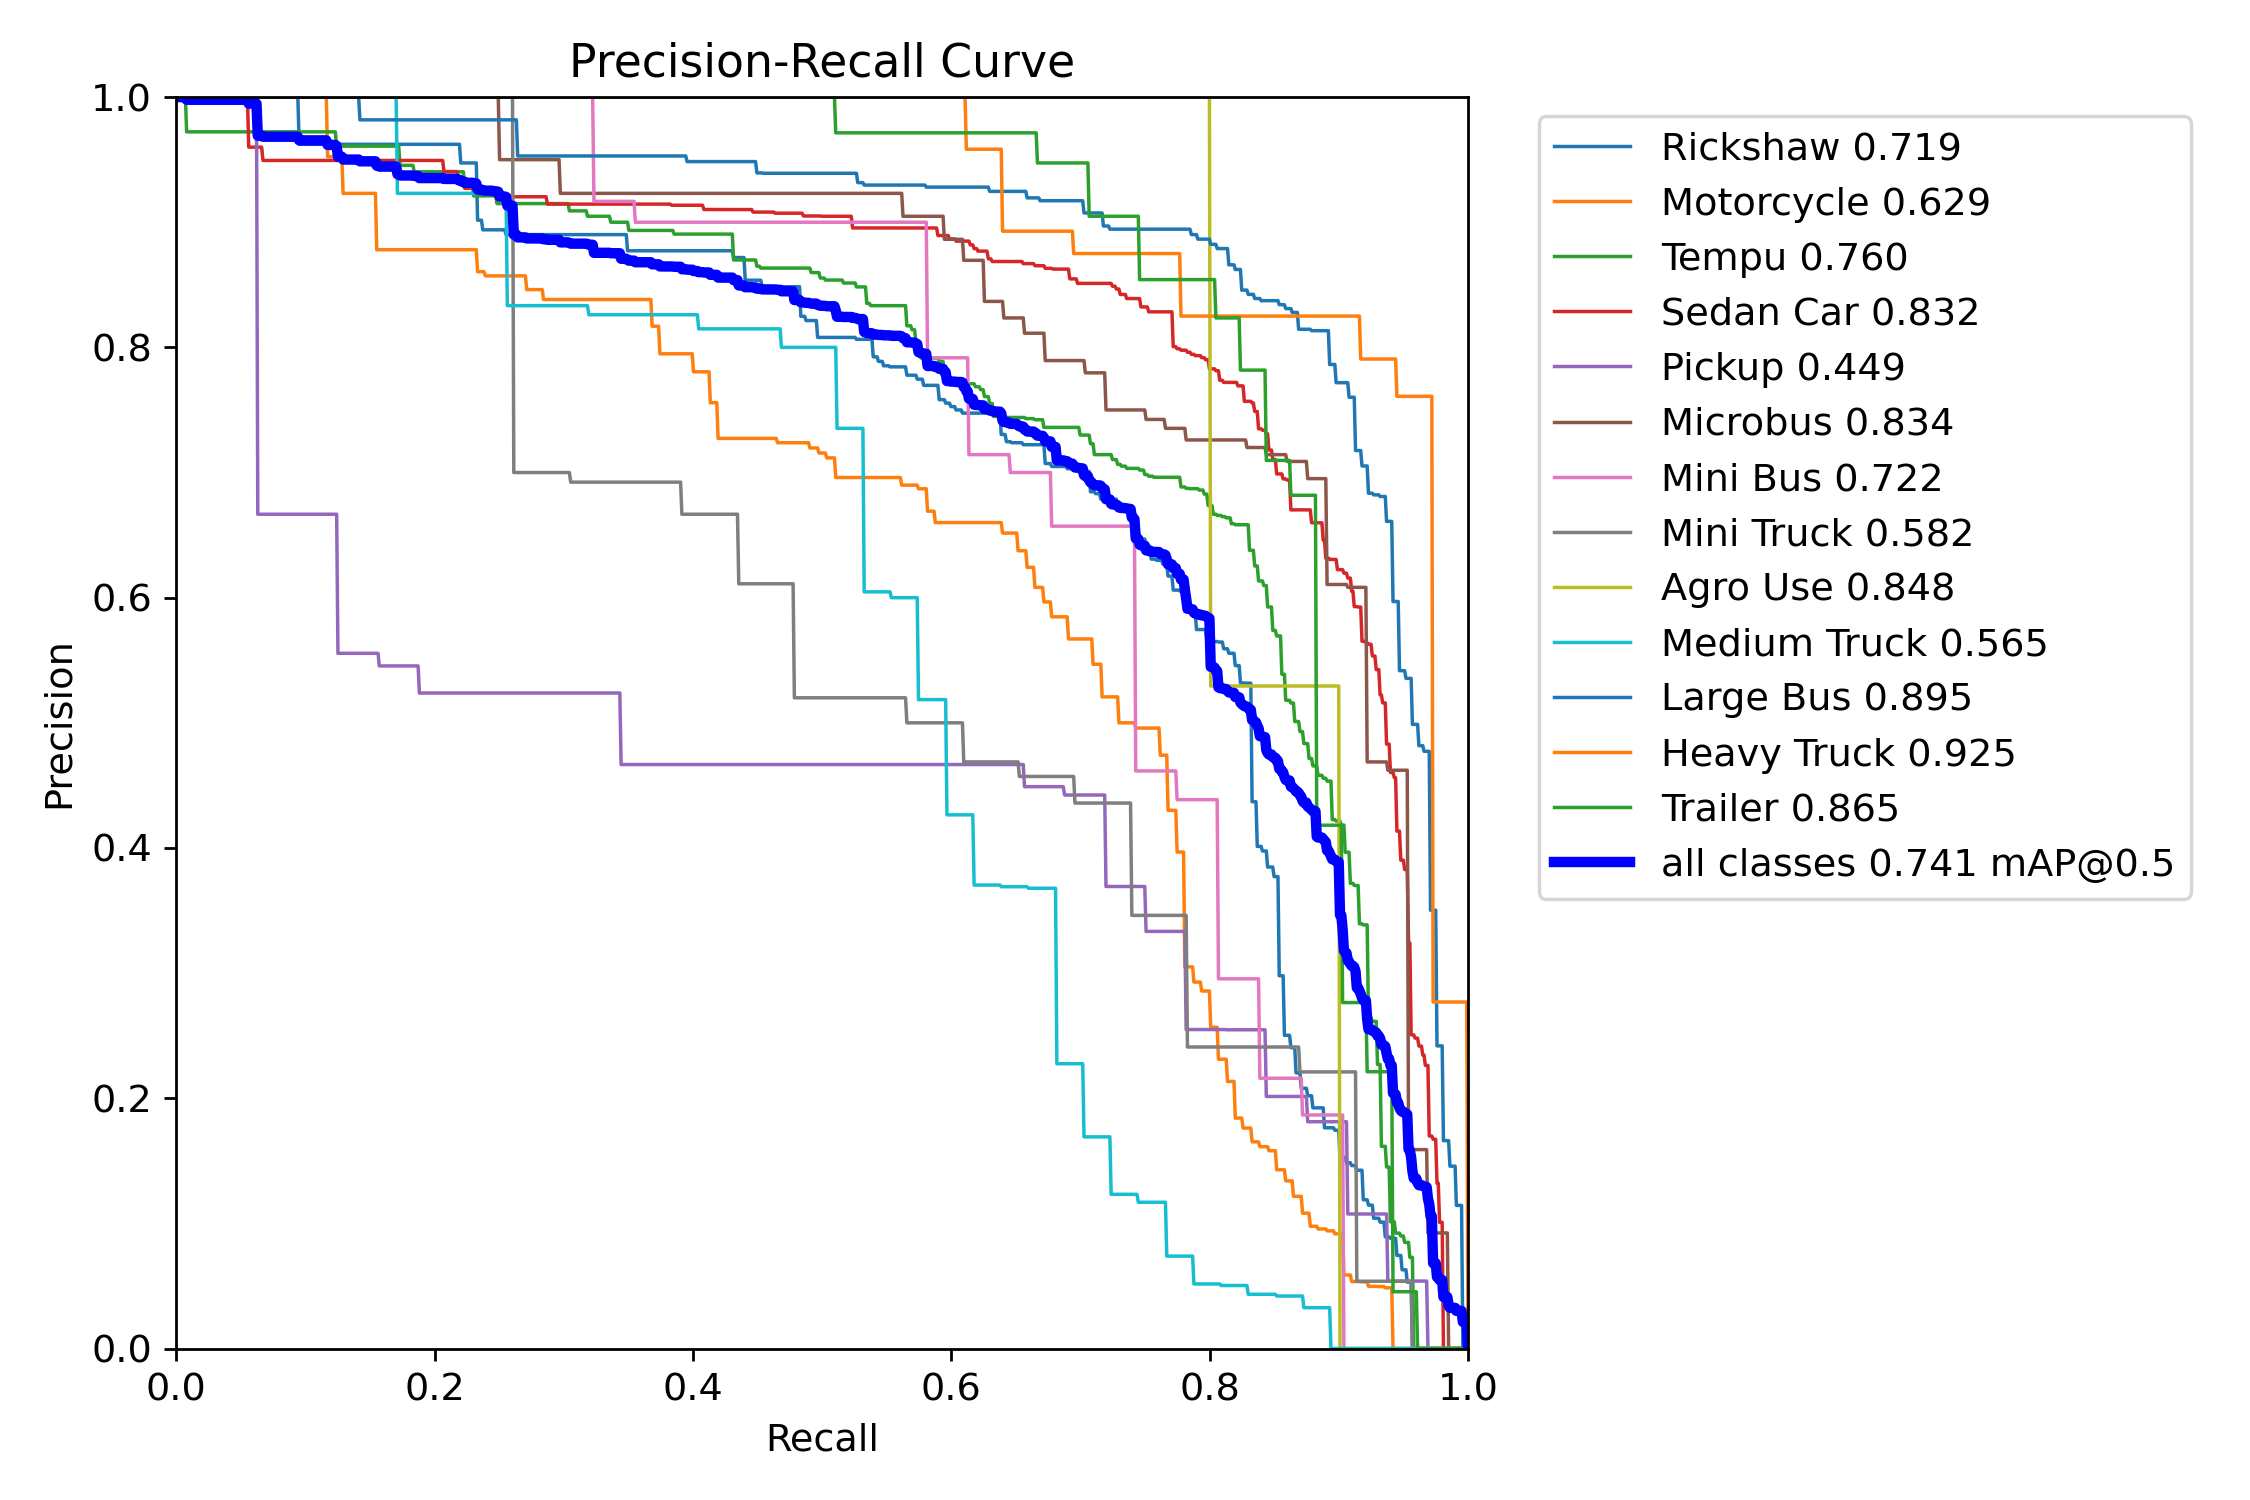 Precision-Recall Curve
1.0
0.8
0.6
0.4
0.2
0.0
Precision
0.0 0.2 0.4 0.6 0.8 1.0
Recall
Rickshaw 0.719
Motorcycle 0.629
Tempu 0.760
Sedan Car 0.832
Pickup 0.449
Microbus 0.834
Mini Bus 0.722
Mini Truck 0.582
Agro Use 0.848
Medium Truck 0.565
Large Bus 0.895
Heavy Truck 0.925
Trailer 0.865
all classes 0.741 mAP@0.5